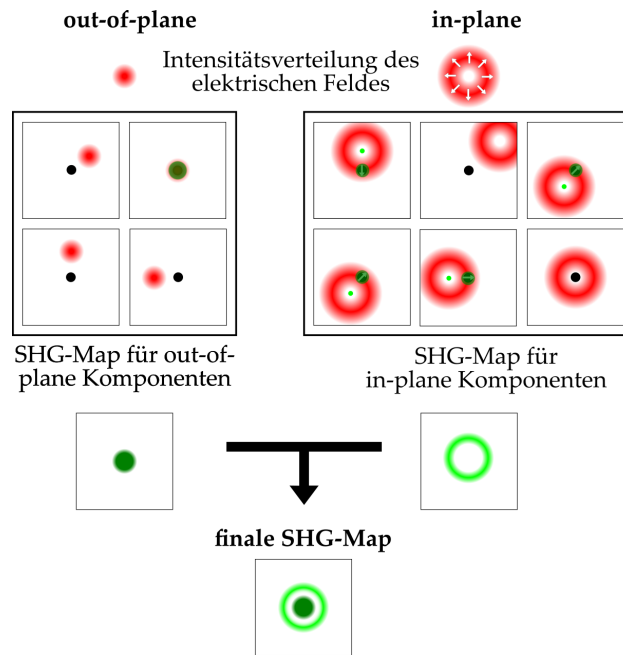 out-of-plane
in-plane
Intensitätsverteilung des
elektrischen Feldes
SHG-Map für out-of-
plane Komponenten
SHG-Map für
in-plane Komponenten
finale SHG-Map